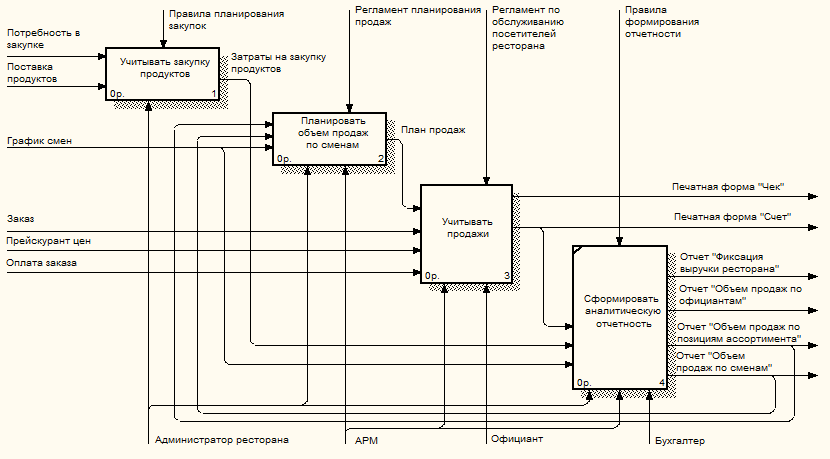 Правила планирования
закупок
Регламент планирования
продаж
Регламент по
обслуживанию
посетителей
ресторана
Правила
формирования
отчетности
Потребность в
закупке
Поставка
продуктов
Учитывать закупку
продуктов
0р. 1
Затраты на закупку
продуктов
График смен
Планировать
объем продаж
по сменам
0р. 2
План продаж
Заказ
Прейскурант цен
Оплата заказа
Учитывать
продажи
0р. 3
Печатная форма "Чек"
Печатная форма "Счет"
Сформировать
аналитическую
отчетность
0р. 4
Отчет "Фиксация
выручки ресторана"
Отчет "Объем продаж по
официантам"
Отчет "Объем продаж по
позициям ассортимента"
Отчет "Объем
продаж по сменам"
Администратор ресторана
АРМ
Официант
Бухгалтер